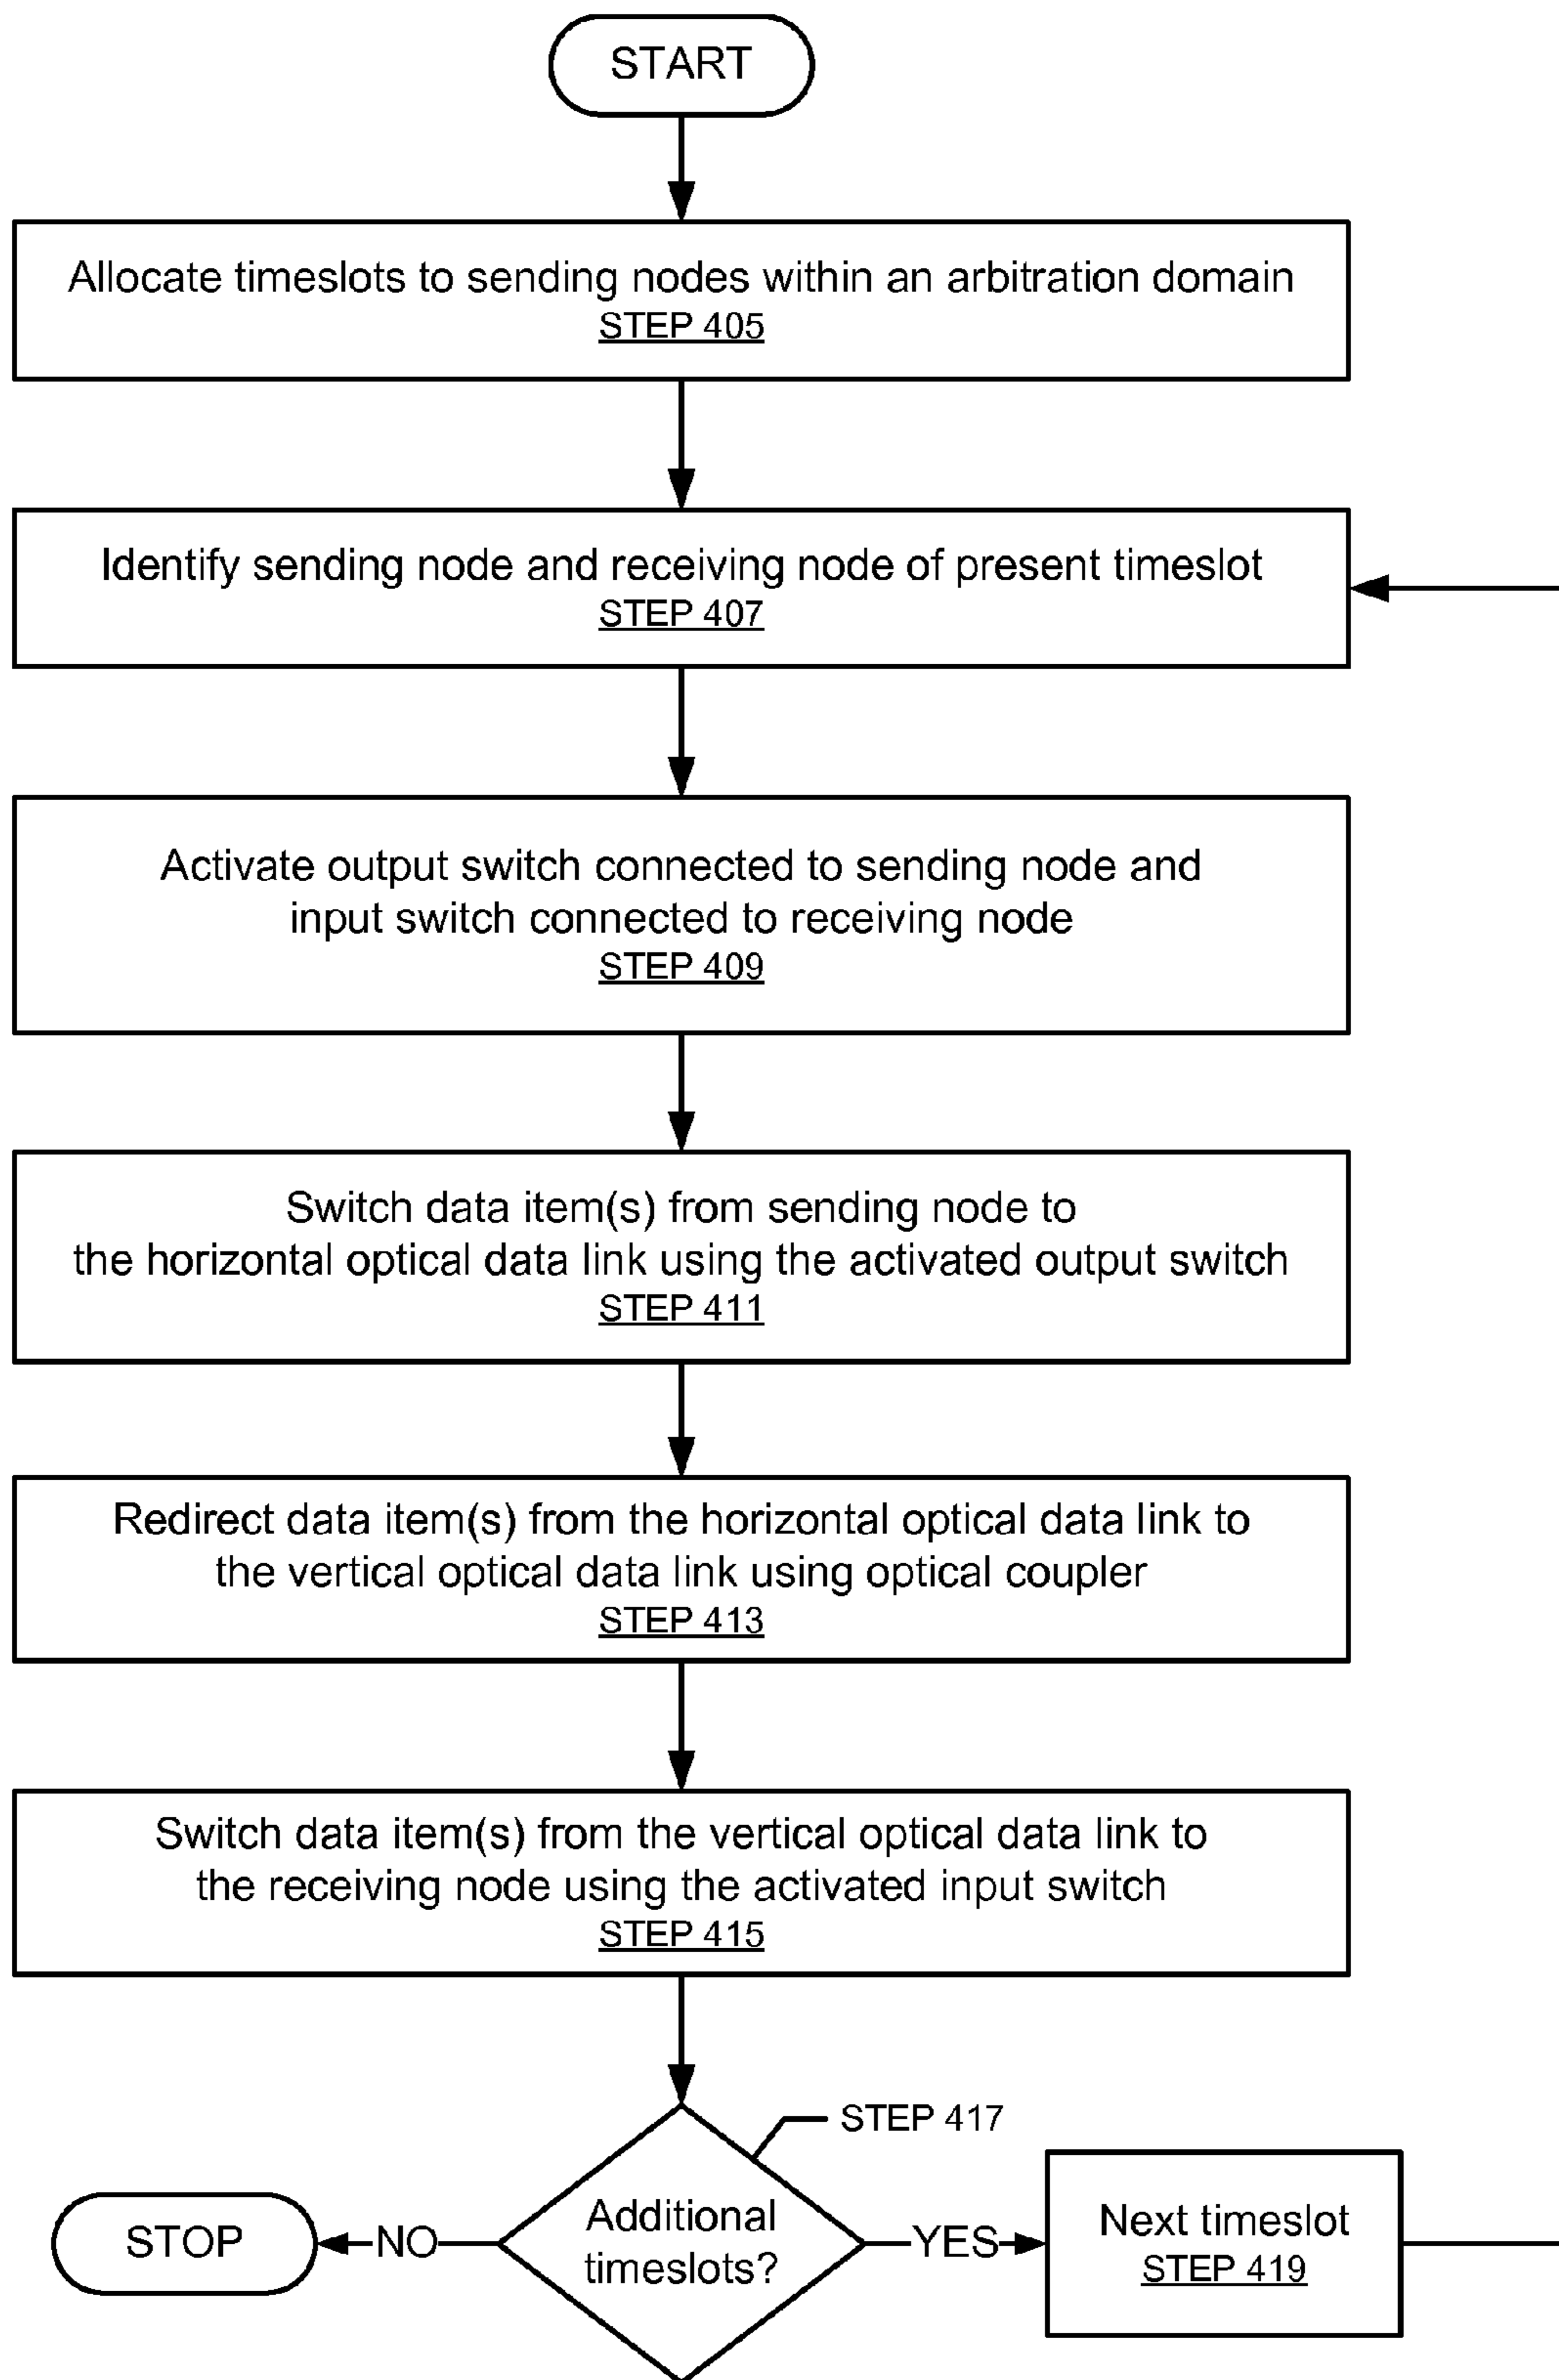 START
Allocate timeslots to sending nodes within an arbitration domain
STEP 405
Identify sending node and receiving node of present timeslot
STEP 407
Activate output switch connected to sending node and
input switch connected to receiving node
STEP 409
Switch data item(s) from sending node to
the horizontal optical data link using the activated output switch
STEP 411
Redirect data item(s) from the horizontal optical data link to
the vertical optical data link using optical coupler
STEP 413
Switch data item(s) from the vertical optical data link to
the receiving node using the activated input switch
STEP 415
STEP 417
Additional
timeslots?
NO
STOP
YES
Next timeslot
STEP 419